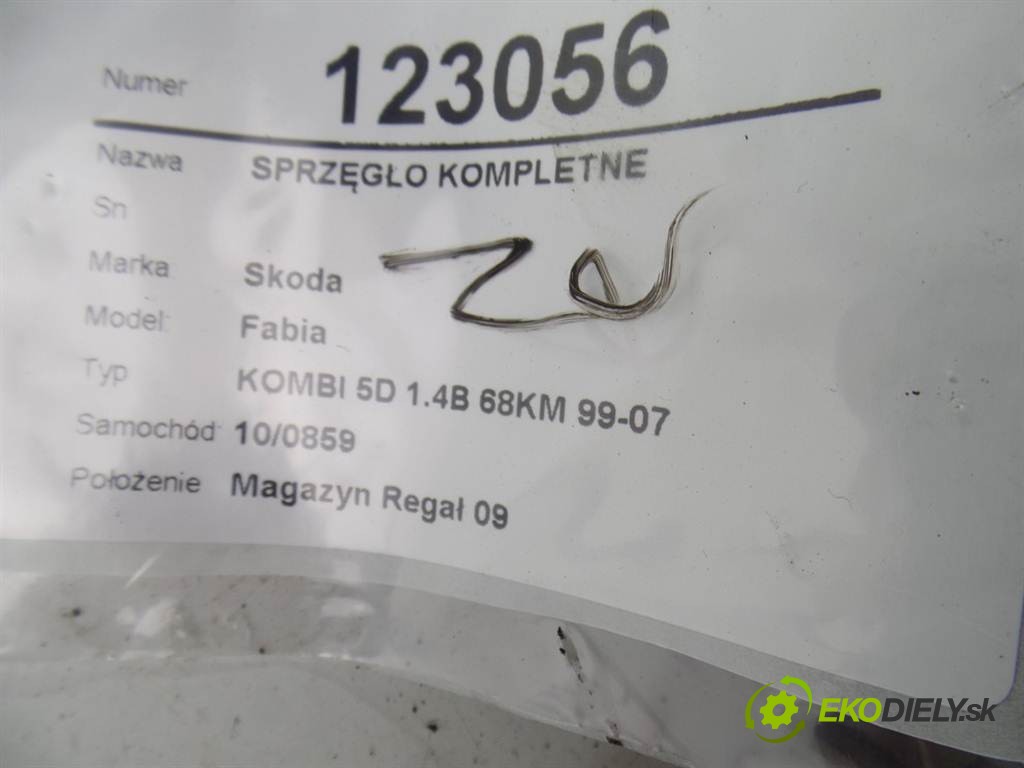 Numer 123056
Nazwa SPRZĘGŁO KOMPLETNE
Sn
Marka Skoda
Model: Fabia
Typ KOMBI 5D 1.4B 68KM 99-07
Samochód 10/0859
Położenie Magazyn Regał 09
EKODIELY.sk